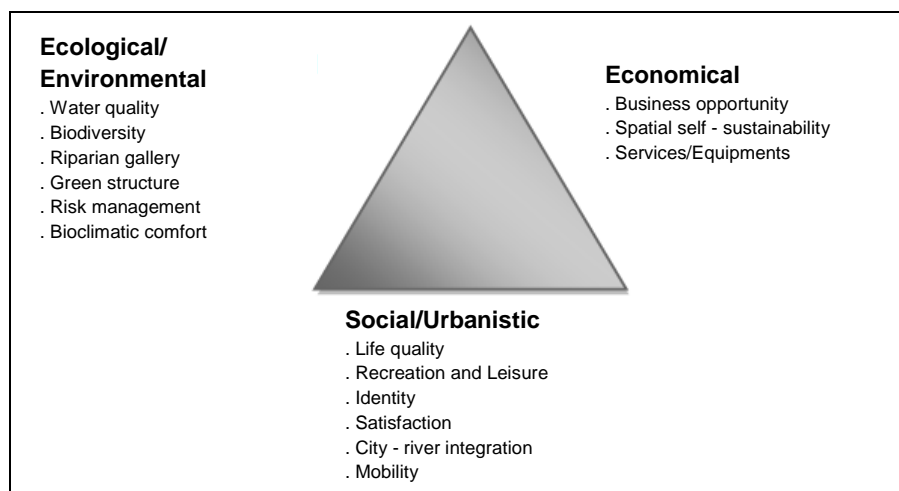 Ecological/
Environmental
. Water quality
. Biodiversity
. Riparian gallery
. Green structure
. Risk management
. Bioclimatic comfort
Economical
. Business opportunity
. Spatial self - sustainability
. Services/Equipments
Social/Urbanistic
. Life quality
. Recreation and Leisure
. Identity
. Satisfaction
. City - river integration
. Mobility